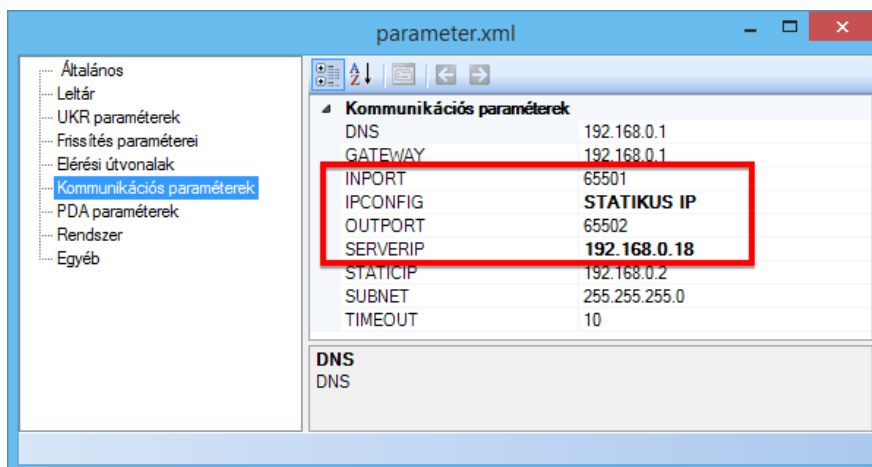 parameter.xml
Általános
Leltár
UKR paraméterek
Frissítés paraméterei
Elérési útvonalak
Kommunikációs paraméterek
PDA paraméterek
Rendszer
Egyéb
Kommunikációs paraméterek
DNS 192.168.0.1
GATEWAY 192.168.0.1
INPORT 65501
IPCONFIG STATIKUS IP
OUTPORT 65502
SERVERIP 192.168.0.18
STATICIP 192.168.0.2
SUBNET 255.255.255.0
TIMEOUT 10
DNS
DNS